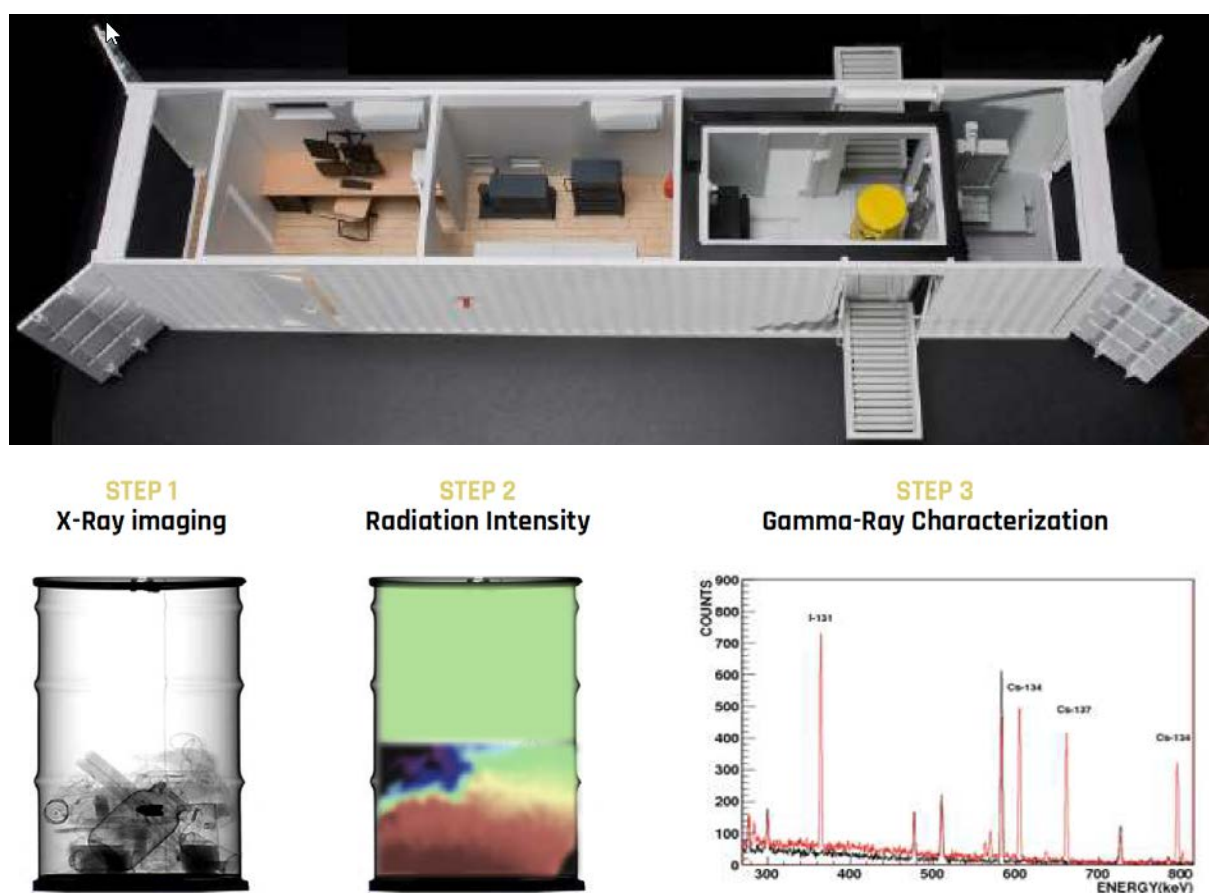 STEP 1
X-Ray imaging
STEP 2
Radiation Intensity
STEP 3
Gamma-Ray Characterization
COUNTS
900
800
700
600
500
400
300
200
100
0
I-131
Cs-134
Cs-137
Cs-134
300
400
500
600
700
800
ENERGY(keV)